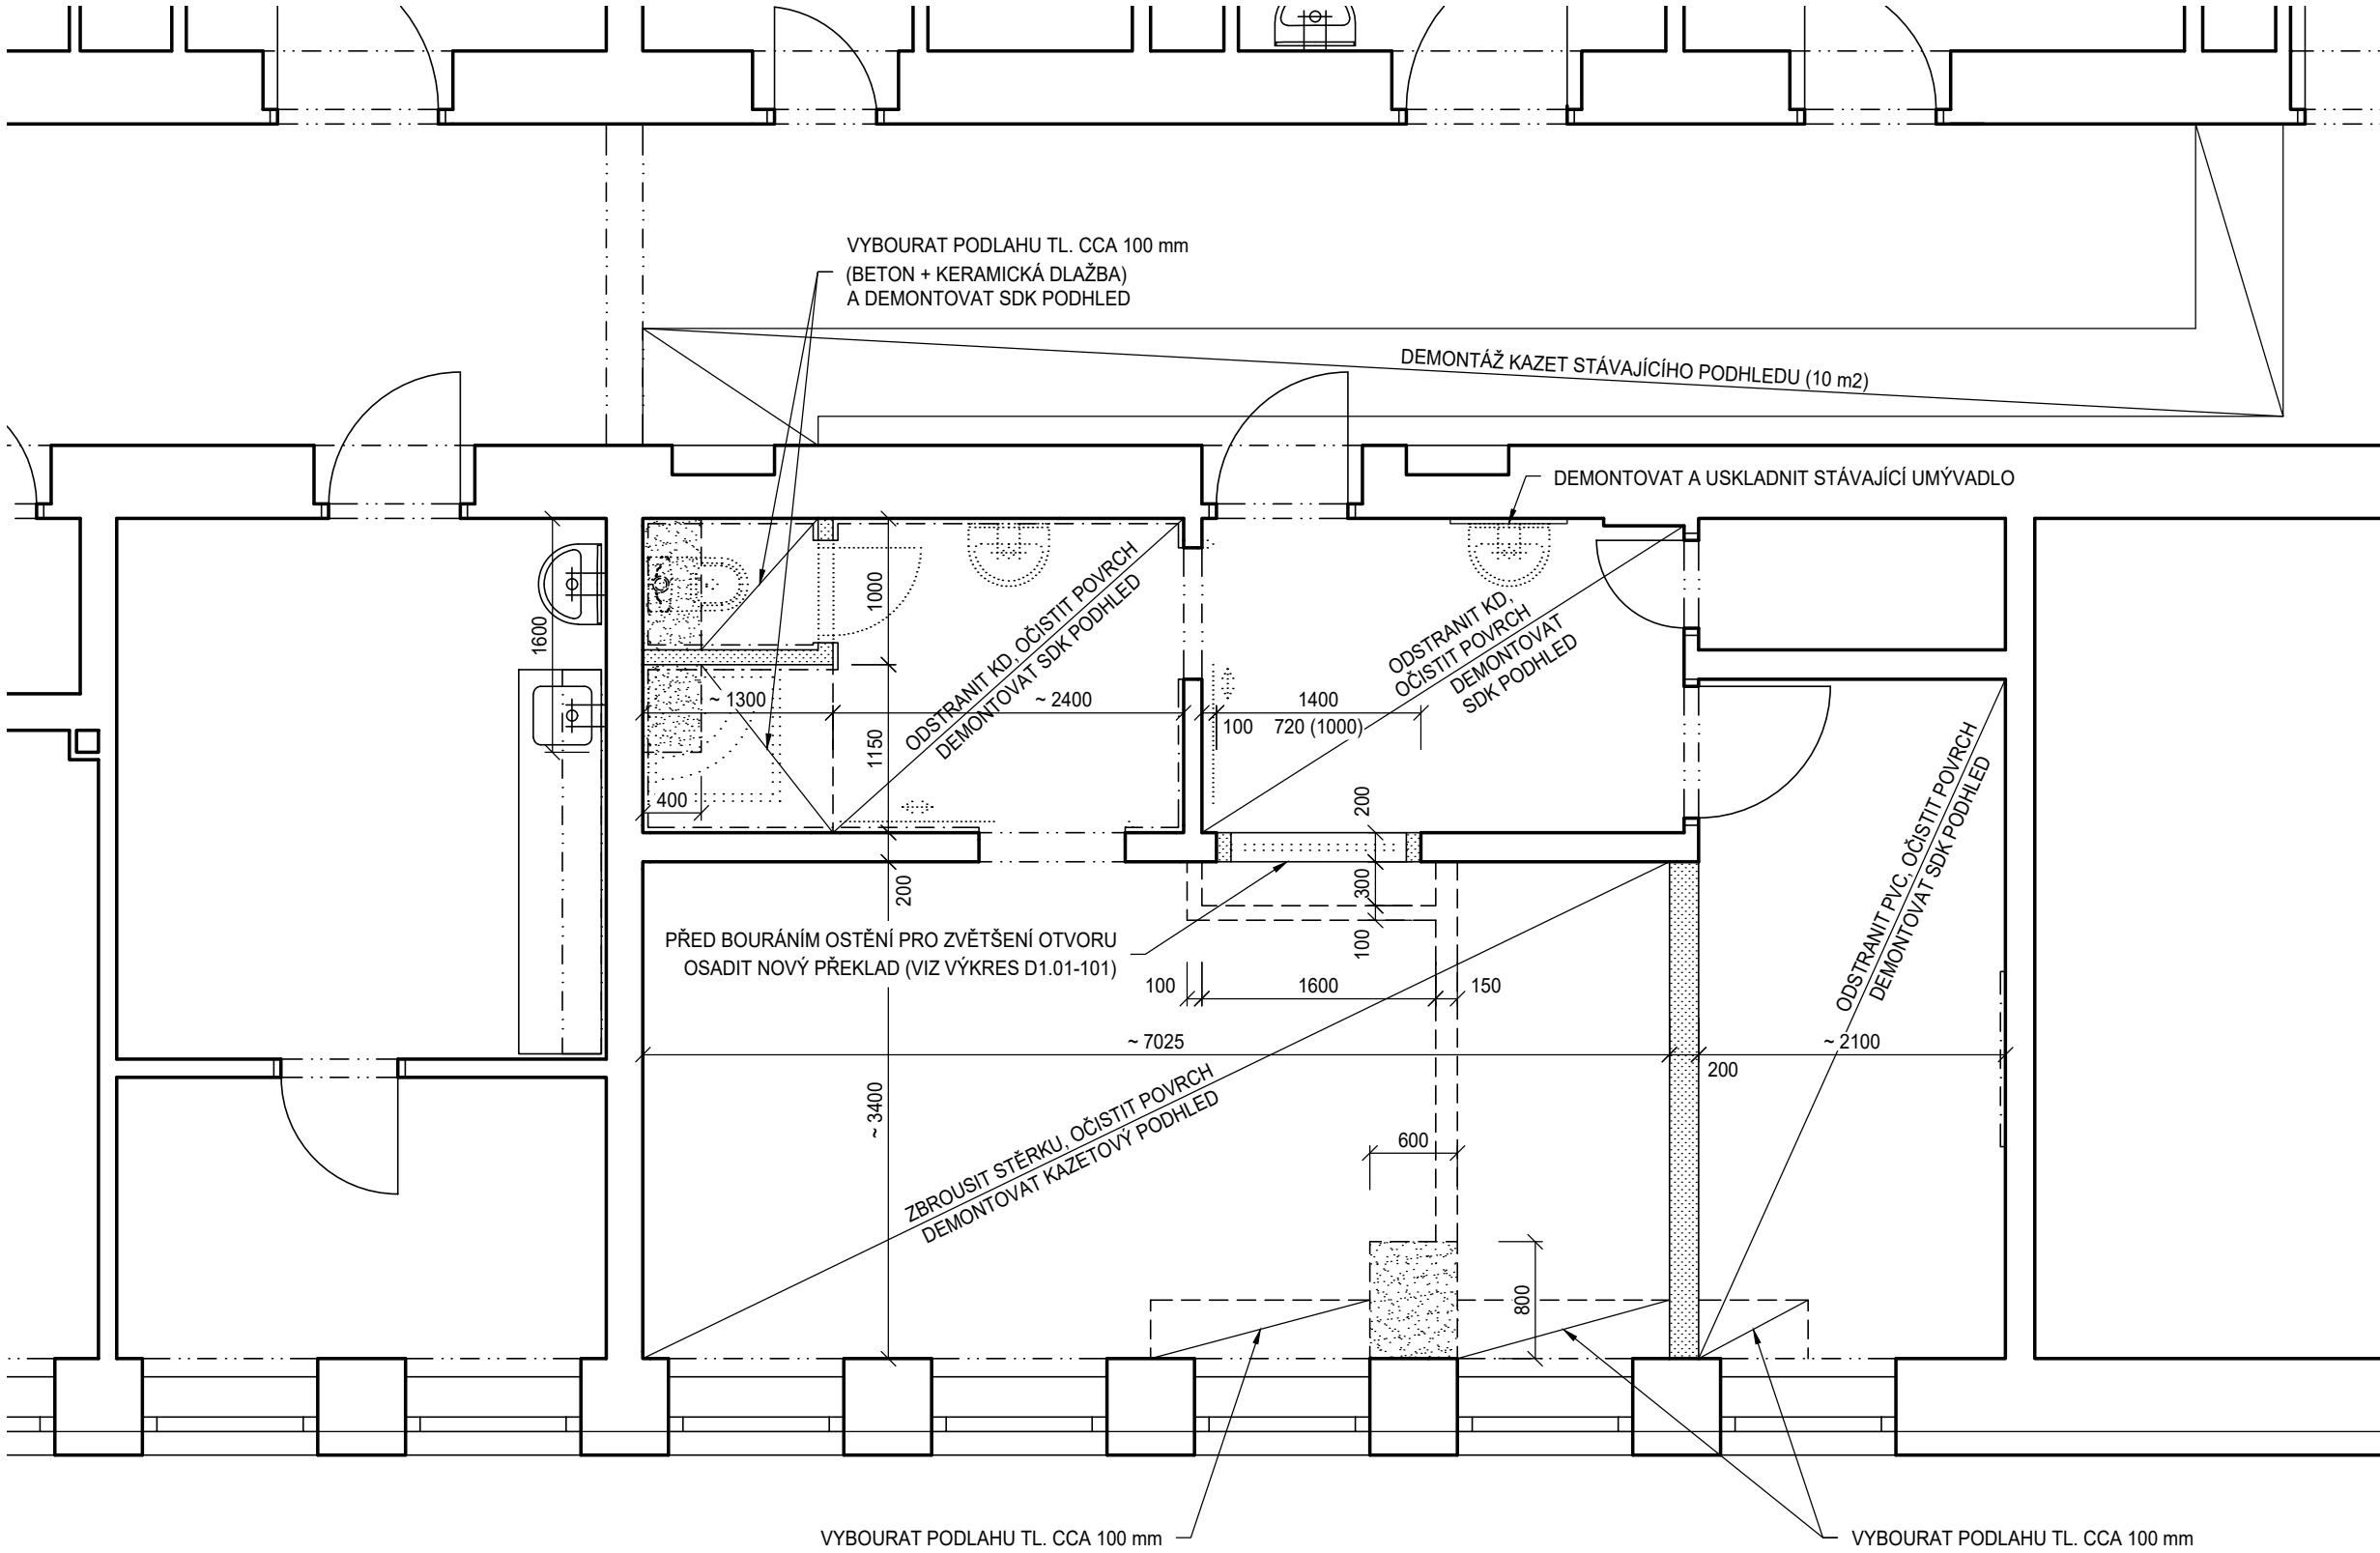 VYBOURAT PODLAHU TL. CCA 100 mm
(BETON + KERAMICKÁ DLAŽBA)
A DEMONTOVAT SDK PODHLED
DEMONTÁŽ KAZET STÁVAJÍCÍHO PODHLEDU (10 m2)
DEMONTOVAT A USKLADNIT STÁVAJÍCÍ UMÝVADLO
1600
1000
ODSTRANIT KD, OČISTIT POVRCH
DEMONTOVAT SDK PODHLED
ODSTRANIT KD,
OČISTIT POVRCH
DEMONTOVAT
SDK PODHLED
~ 1300
~ 2400
1400
100
720 (1000)
1150
400
200
ODSTRANIT PVC, OČISTIT POVRCH
DEMONTOVAT SDK PODHLED
200
300
100
PŘED BOURÁNÍM OSTĚNÍ PRO ZVĚTŠENÍ OTVORU
OSADIT NOVÝ PŘEKLAD (VIZ VÝKRES D1.01-101)
100
1600
150
~ 7025
~ 2100
200
~ 3400
ZBROUSIT STĚRKU, OČISTIT POVRCH
DEMONTOVAT KAZETOVÝ PODHLED
600
800
VYBOURAT PODLAHU TL. CCA 100 mm
VYBOURAT PODLAHU TL. CCA 100 mm